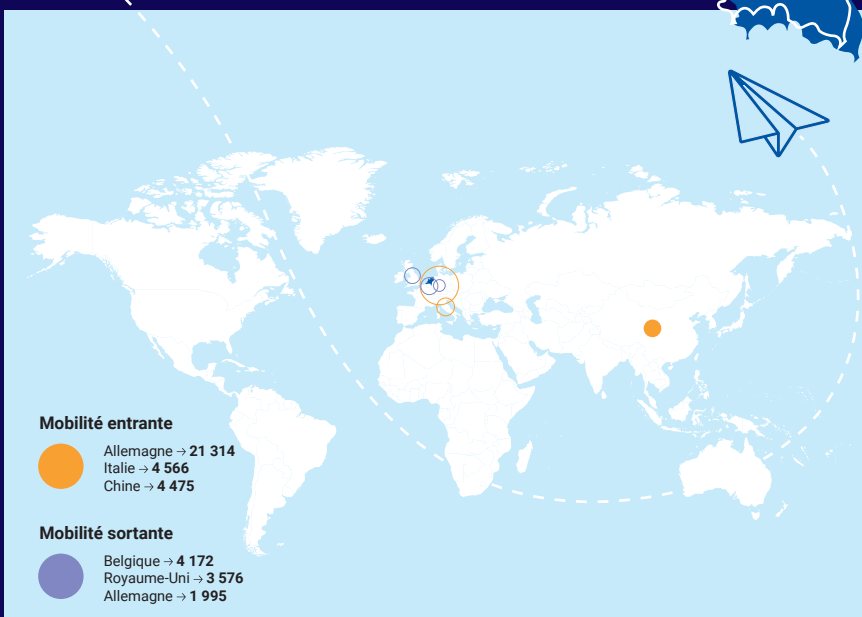 Mobilité entrante
Allemagne → 21 314
Italie → 4 566
Chine → 4 475
Mobilité sortante
Belgique → 4 172
Royaume-Uni → 3 576
Allemagne → 1 995